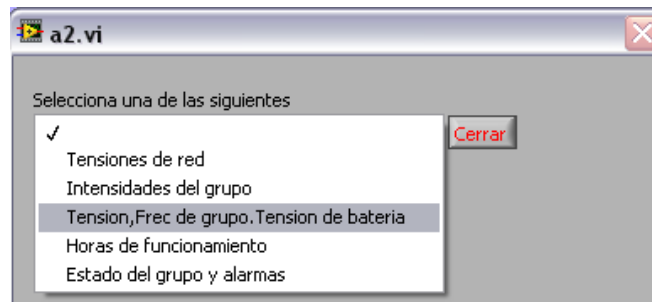 a2.vi
Selecciona una de las siguientes
Cerrar
Tensiones de red
Intensidades del grupo
Tension,Frec de grupo.Tension de bateria
Horas de funcionamiento
Estado del grupo y alarmas